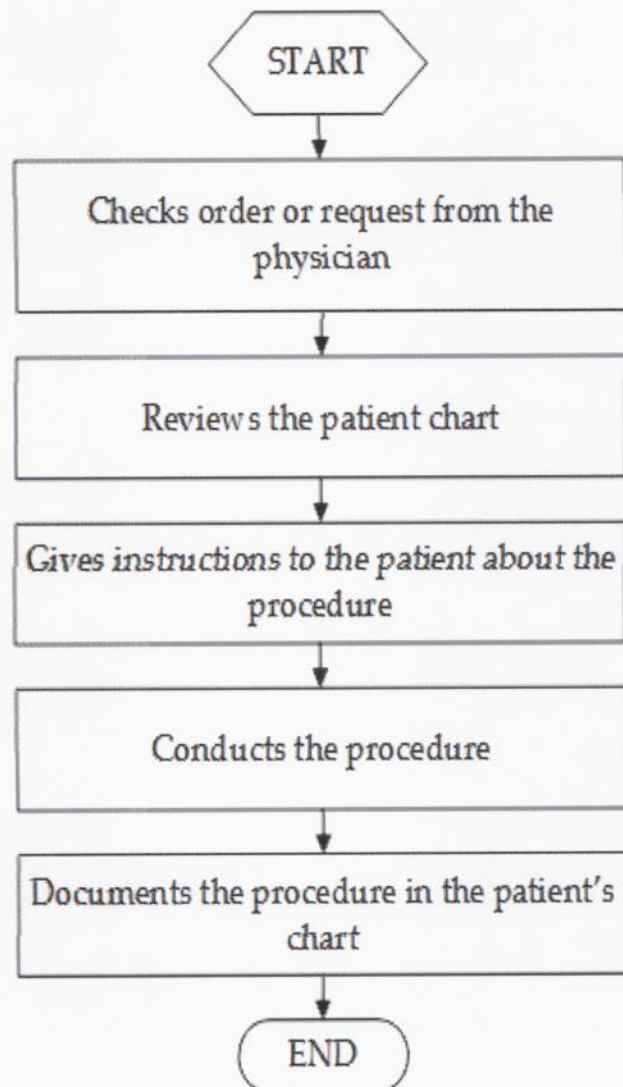 START
Checks order or request from the
physician
Reviews the patient chart
Gives instructions to the patient about the
procedure
Conducts the procedure
Documents the procedure in the patient's
chart
END